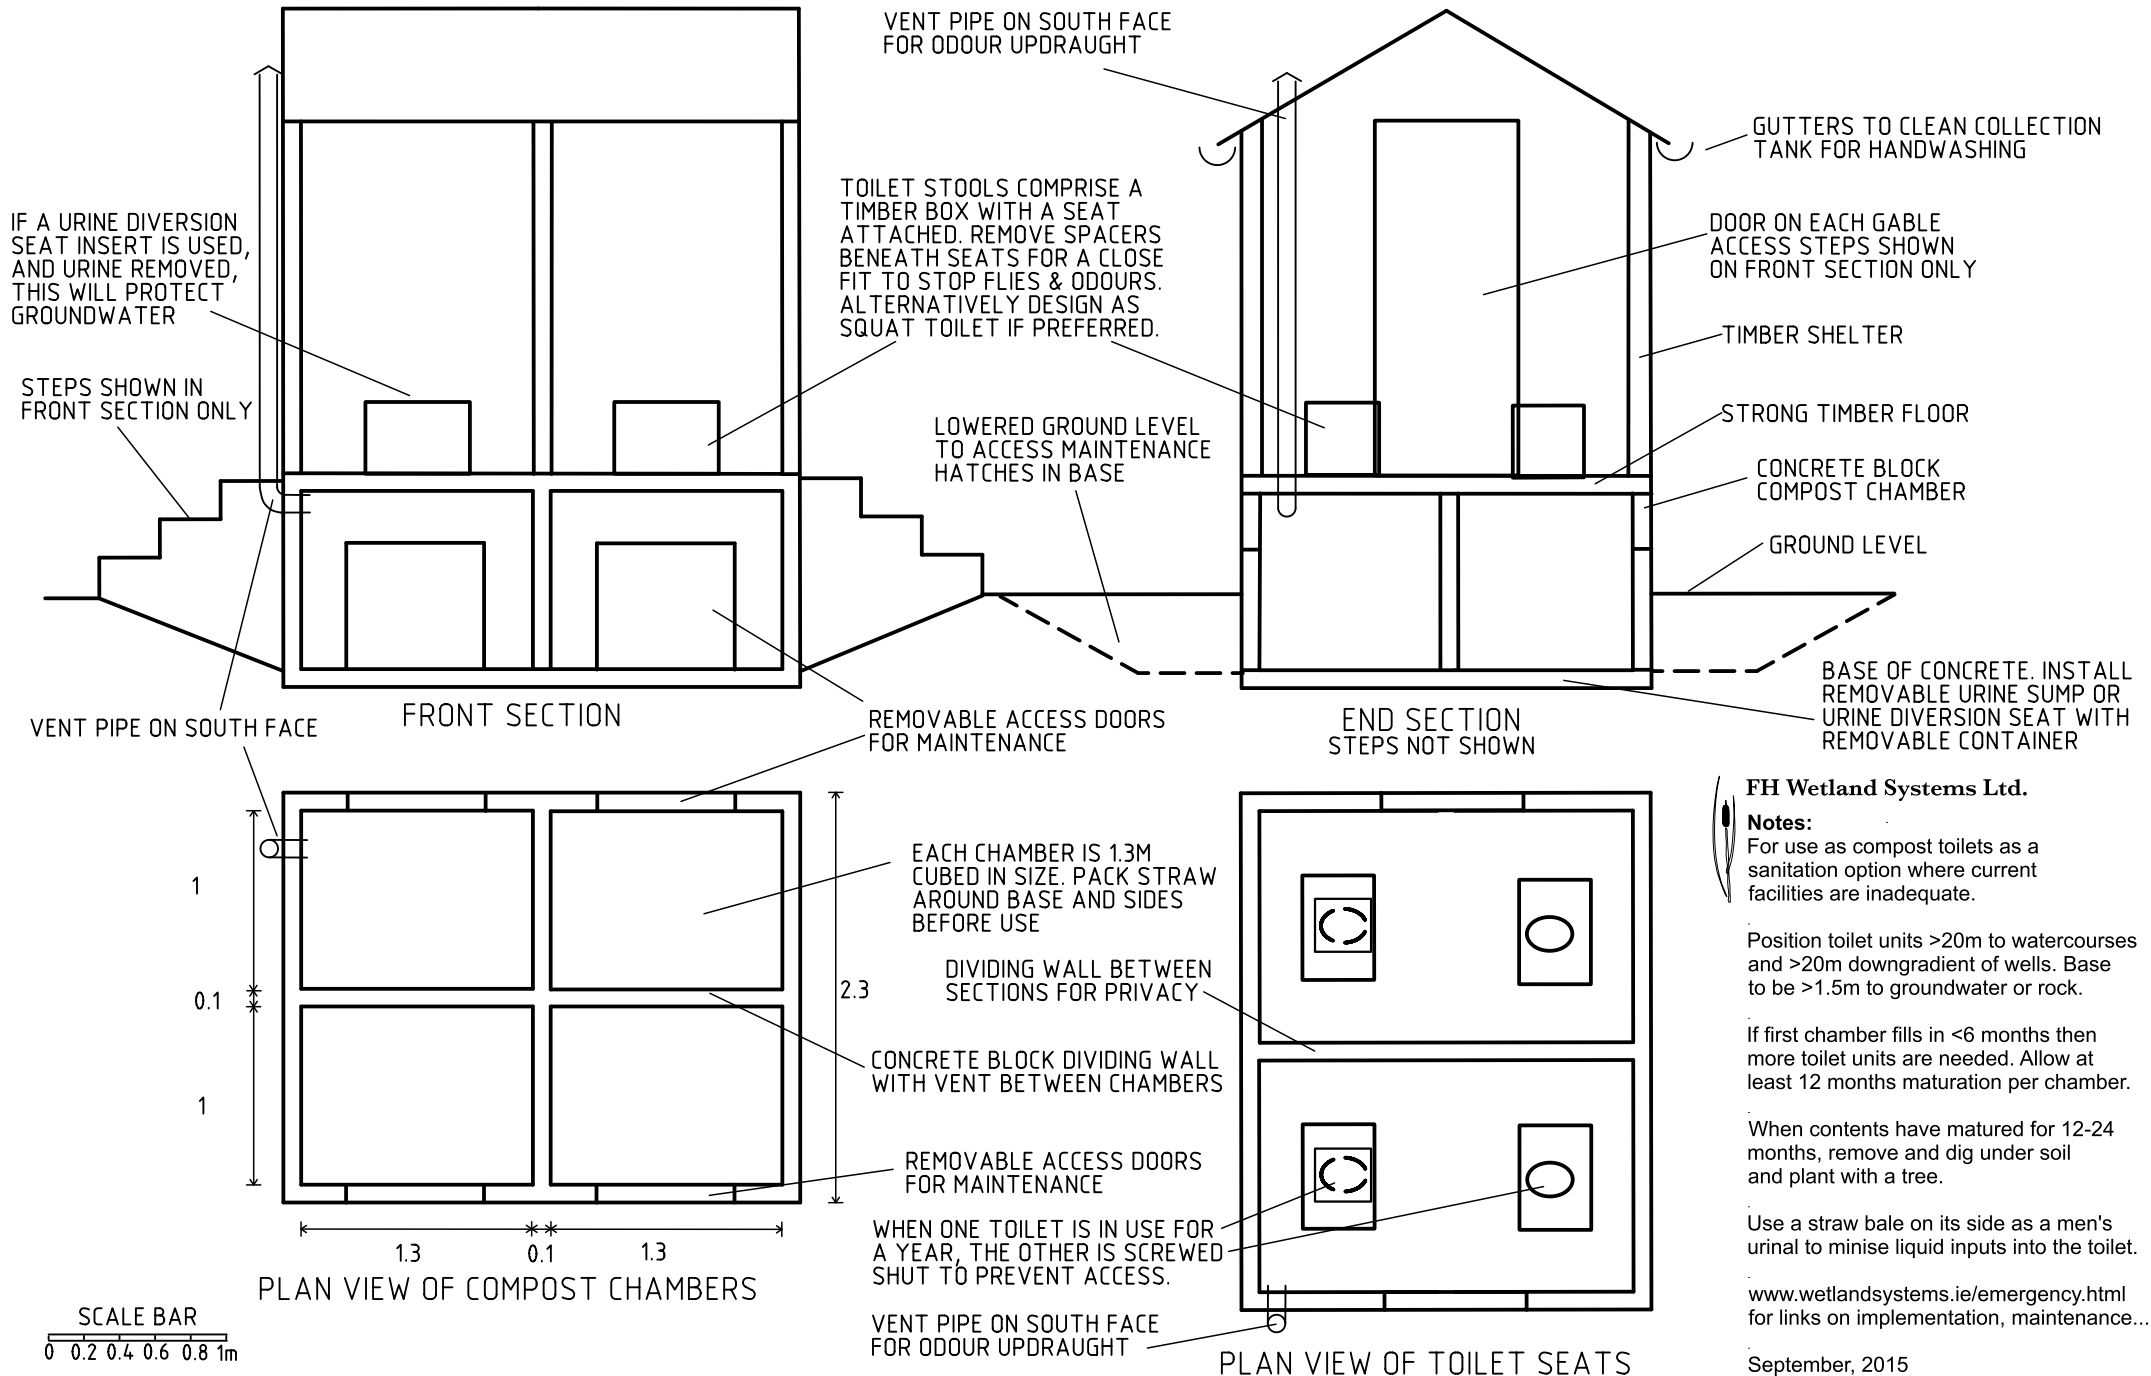 VENT PIPE ON SOUTH FACE
FOR ODOUR UPDRAUGHT
GUTTERS TO CLEAN COLLECTION
TANK FOR HANDWASHING
IF A URINE DIVERSION
SEAT INSERT IS USED,
AND URINE REMOVED,
THIS WILL PROTECT
GROUNDWATER
TOILET STOOLS COMPRISE A
TIMBER BOX WITH A SEAT
ATTACHED. REMOVE SPACERS
BENEATH SEATS FOR A CLOSE
FIT TO STOP FLIES & ODOURS.
ALTERNATIVELY DESIGN AS
SQUAT TOILET IF PREFERRED.
DOOR ON EACH GABLE
ACCESS STEPS SHOWN
ON FRONT SECTION ONLY
TIMBER SHELTER
STEPS SHOWN IN
FRONT SECTION ONLY
LOWERED GROUND LEVEL
TO ACCESS MAINTENANCE
HATCHES IN BASE
STRONG TIMBER FLOOR
CONCRETE BLOCK
COMPOST CHAMBER
GROUND LEVEL
BASE OF CONCRETE. INSTALL
REMOVABLE URINE SUMP OR
URINE DIVERSION SEAT WITH
REMOVABLE CONTAINER
VENT PIPE ON SOUTH FACE
FRONT SECTION
REMOVABLE ACCESS DOORS
FOR MAINTENANCE
END SECTION
STEPS NOT SHOWN
1
0.1
1
2.3
1.3
0.1
1.3
PLAN VIEW OF COMPOST CHAMBERS
SCALE BAR
0 0.2 0.4 0.6 0.8 1m
EACH CHAMBER IS 1.3M
CUBED IN SIZE. PACK STRAW
AROUND BASE AND SIDES
BEFORE USE
DIVIDING WALL BETWEEN
SECTIONS FOR PRIVACY
CONCRETE BLOCK DIVIDING WALL
WITH VENT BETWEEN CHAMBERS
REMOVABLE ACCESS DOORS
FOR MAINTENANCE
WHEN ONE TOILET IS IN USE FOR
A YEAR, THE OTHER IS SCREWED
SHUT TO PREVENT ACCESS.
VENT PIPE ON SOUTH FACE
FOR ODOUR UPDRAUGHT
PLAN VIEW OF TOILET SEATS
FH Wetland Systems Ltd.
Notes:
For use as compost toilets as a
sanitation option where current
facilities are inadequate.
Position toilet units >20m to watercourses
and >20m downgradient of wells. Base
to be >1.5m to groundwater or rock.
If first chamber fills in <6 months then
more toilet units are needed. Allow at
least 12 months maturation per chamber.
When contents have matured for 12-24
months, remove and dig under soil
and plant with a tree.
Use a straw bale on its side as a men's
urinal to minise liquid inputs into the toilet.
www.wetlandsystems.ie/emergency.html
for links on implementation, maintenance...
September, 2015